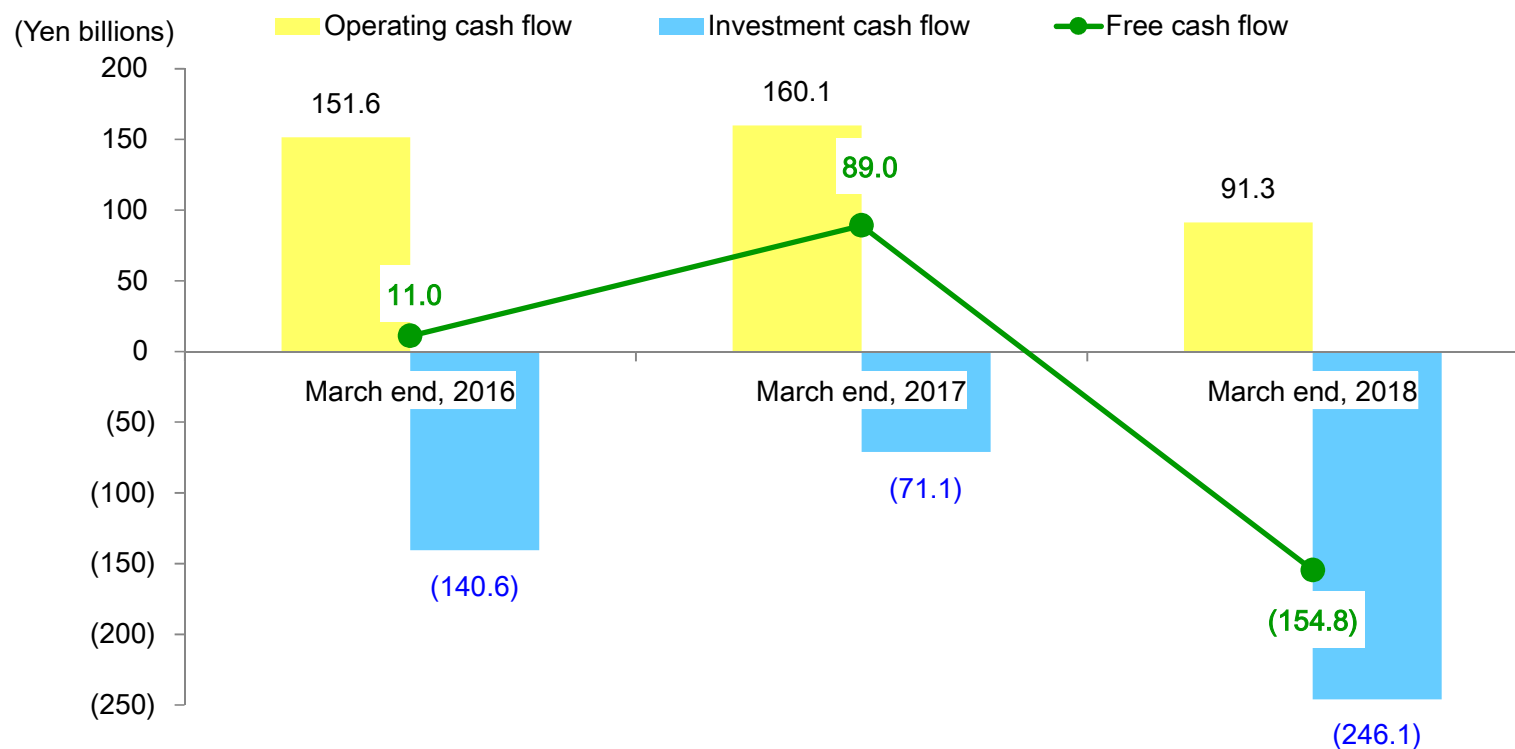 (Yen billions)
Operating cash flow
Investment cash flow
Free cash flow
200
150
100
50
0
(50)
(100)
(150)
(200)
(250)
151.6
160.1
91.3
11.0
89.0
(154.8)
March end, 2016
March end, 2017
March end, 2018
(140.6)
(71.1)
(246.1)